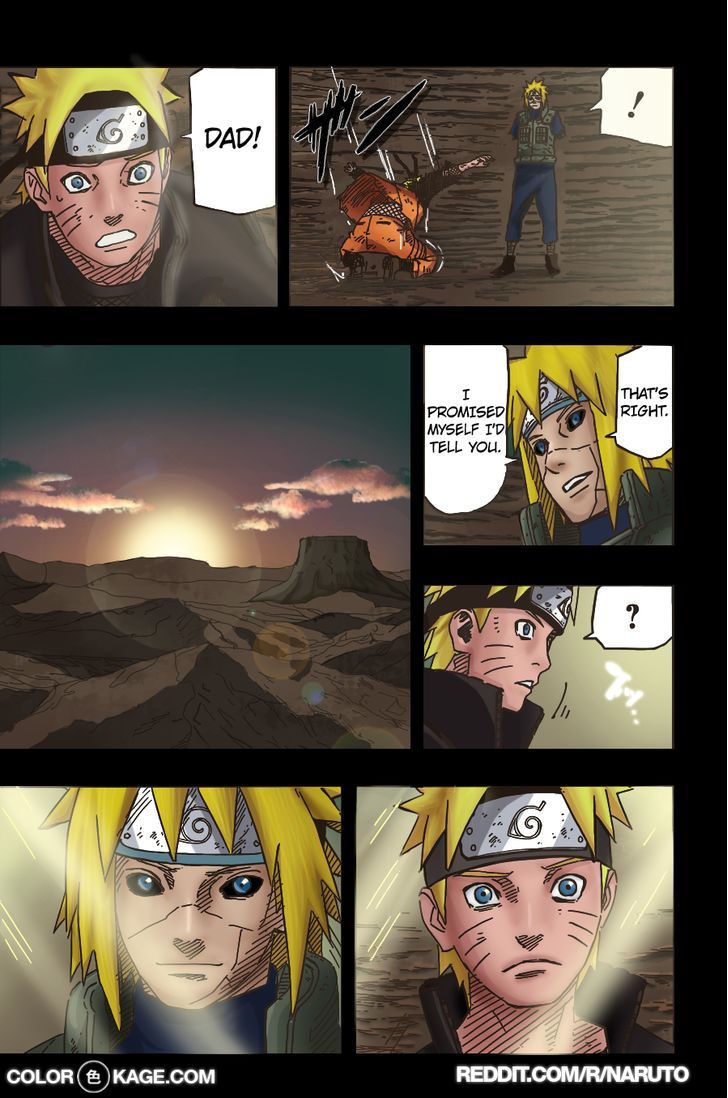 !
DAD!
THAT'S
RIGHT.
I
PROMISED
MYSELF I'D
TELL YOU.
?
COLOR 色 KAGE.COM
REDDIT.COM/R/NARUTO